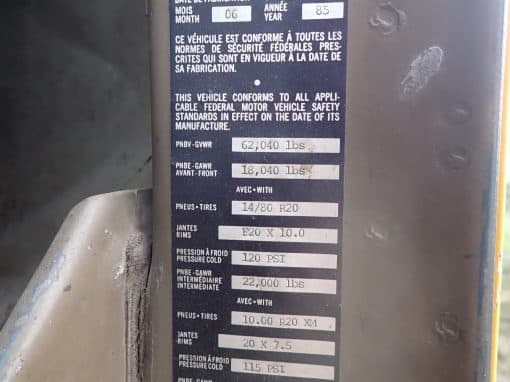 MOIS
MONTH 06 ANNÉE
YEAR 85
CE VÉHICULE EST CONFORME À TOUTES LES
NORMES DE SÉCURITÉ FÉDÉRALES PRES-
CRITES QUI SONT EN VIGUEUR À LA DATE DE
SA FABRICATION.
THIS VEHICLE CONFORMS TO ALL APPLI-
CABLE FEDERAL MOTOR VEHICLE SAFETY
STANDARDS IN EFFECT ON THE DATE OF ITS
MANUFACTURE.
PNBV-GVWR 62,040 lbs
PNBE-GAWR
AVANT-FRONT 18,040 lbs
AVEC-WITH
PNEUS-TIRES 14/80 R20
JANTES
RIMS E20 X 10.0
PRESSION À FROID
PRESSURE COLD 120 PSI
PNBE-GAWR
INTERMÉDIAIRE
INTERMEDIATE 22,000 lbs
AVEC-WITH
PNEUS-TIRES 10.00 R20 XM
JANTES
-RIMS 20 X 7.5
PRESSION À FROID
PRESSURE COLD 115 PSI
PNBE-GAWR